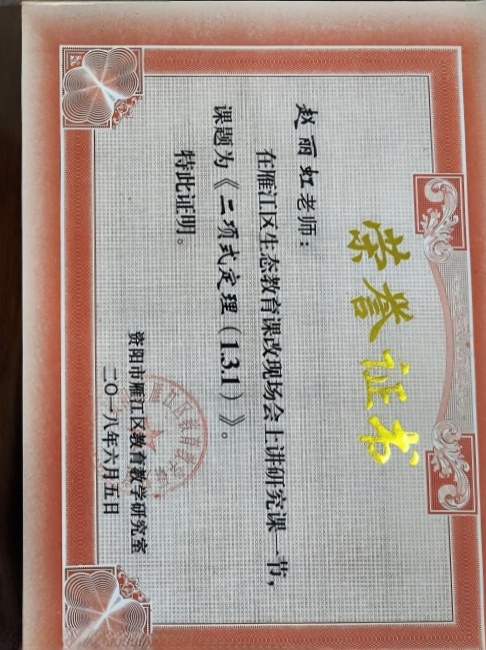 荣誉证书
赵丽虹老师：
在雁江区生态教育课改现场会上讲研究课一节，
课题为《二项式定理（1.3.1）》。
特此证明。
资阳市雁江区教育教学研究室
二〇一八年六月五日